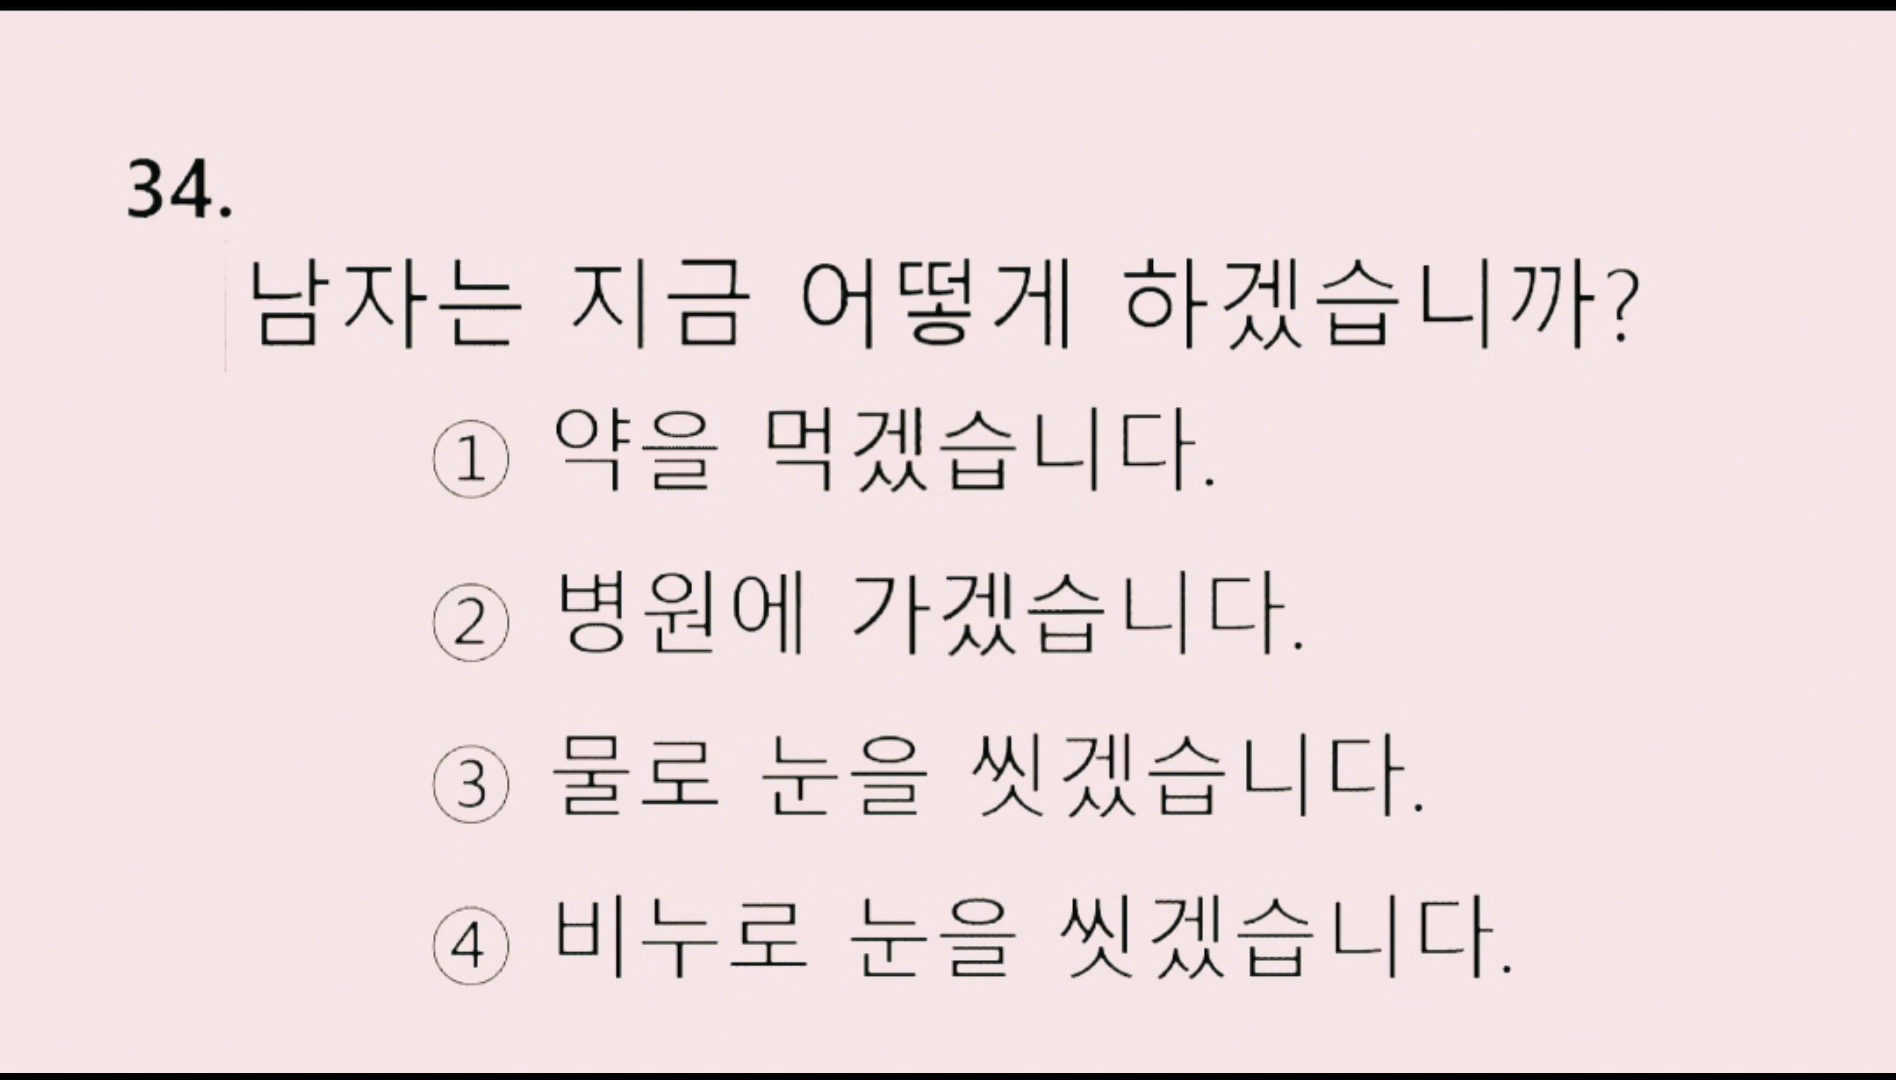 34.
남자는 지금 어떻게 하겠습니까?
① 약을 먹겠습니다.
② 병원에 가겠습니다.
③ 물로 눈을 씻겠습니다.
④ 비누로 눈을 씻겠습니다.